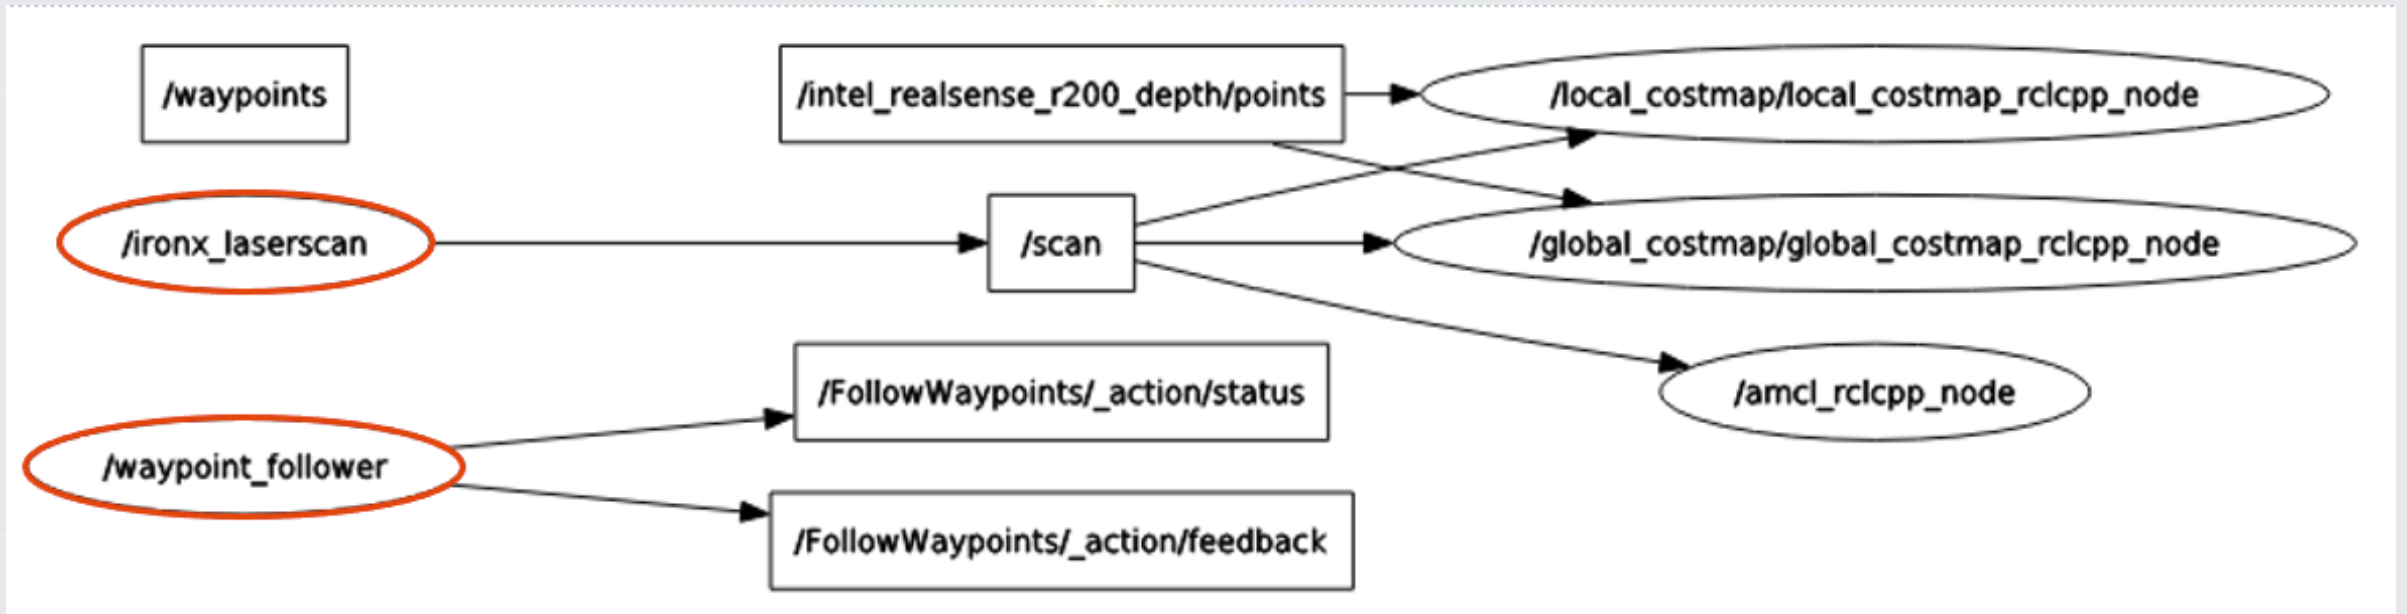 /waypoints
/intel_realsense_r200_depth/points
/local_costmap/local_costmap_rclcpp_node
/ironx_laserscan
/scan
/global_costmap/global_costmap_rclcpp_node
/FollowWaypoints/_action/status
/amcl_rclcpp_node
/waypoint_follower
/FollowWaypoints/_action/feedback